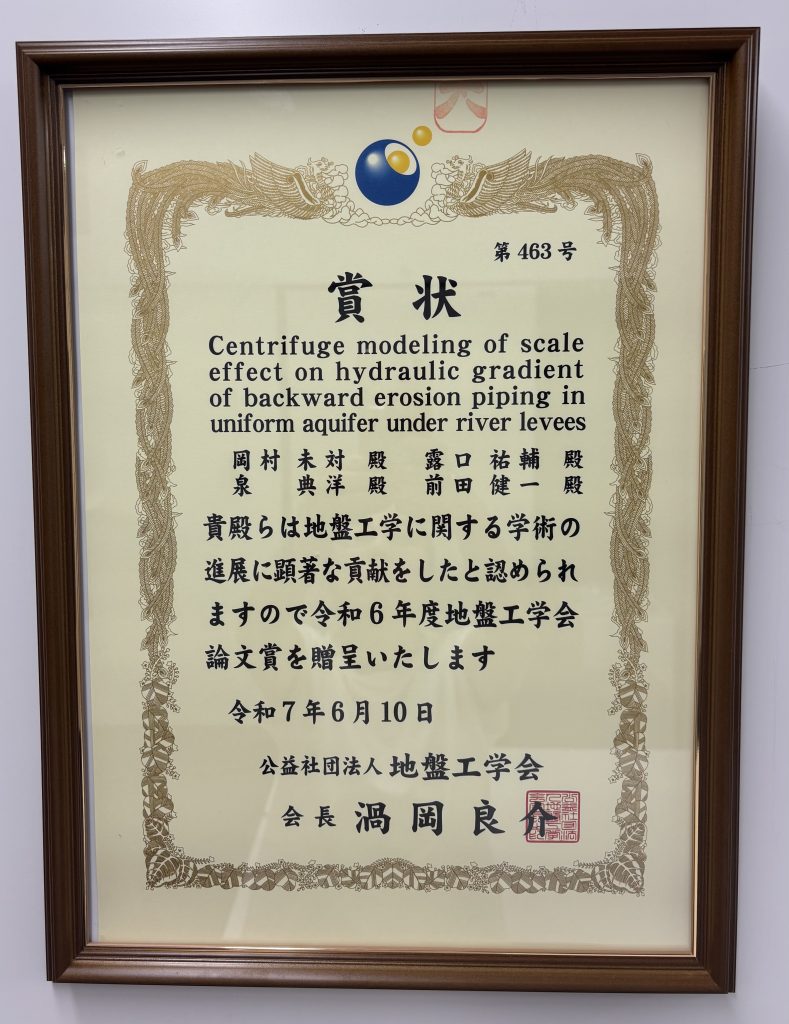 第463号
賞状
Centrifuge modeling of scale
effect on hydraulic gradient
of backward erosion piping in
uniform aquifer under river levees
岡村未対殿 露口祐輔殿
泉典洋殿 前田健一殿
貴殿らは地盤工学に関する学術の
進展に顕著な貢献をしたと認められ
ますので令和6年度地盤工学会
論文賞を贈呈いたします
令和7年6月10日
公益社団法人 地盤工学会
会長 渦岡良介